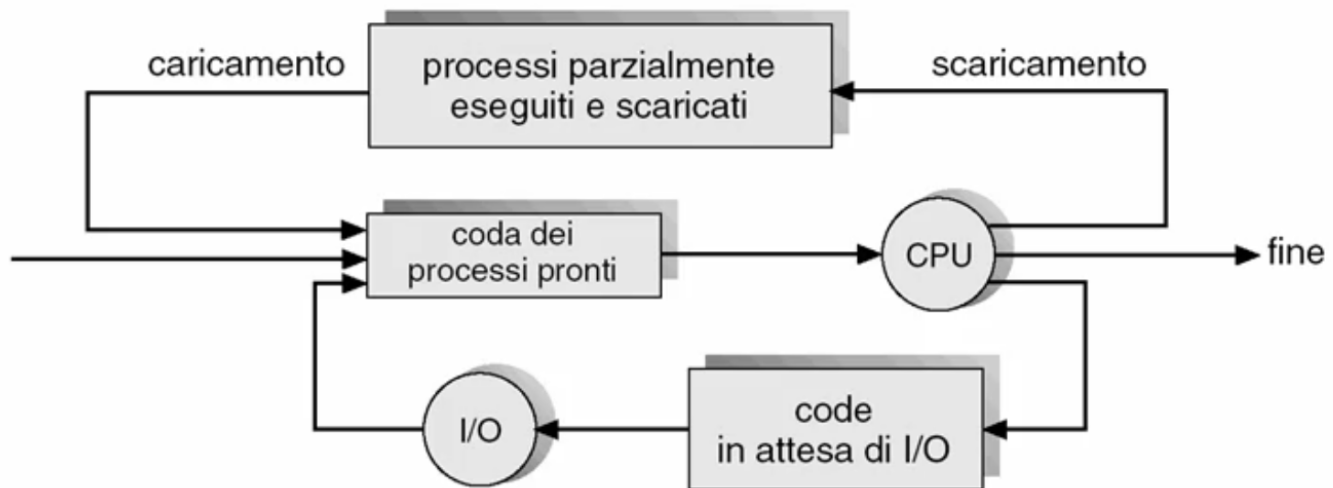 caricamento
processi parzialmente
eseguiti e scaricati
scaricamento
coda dei
processi pronti
CPU
fine
I/O
code
in attesa di I/O